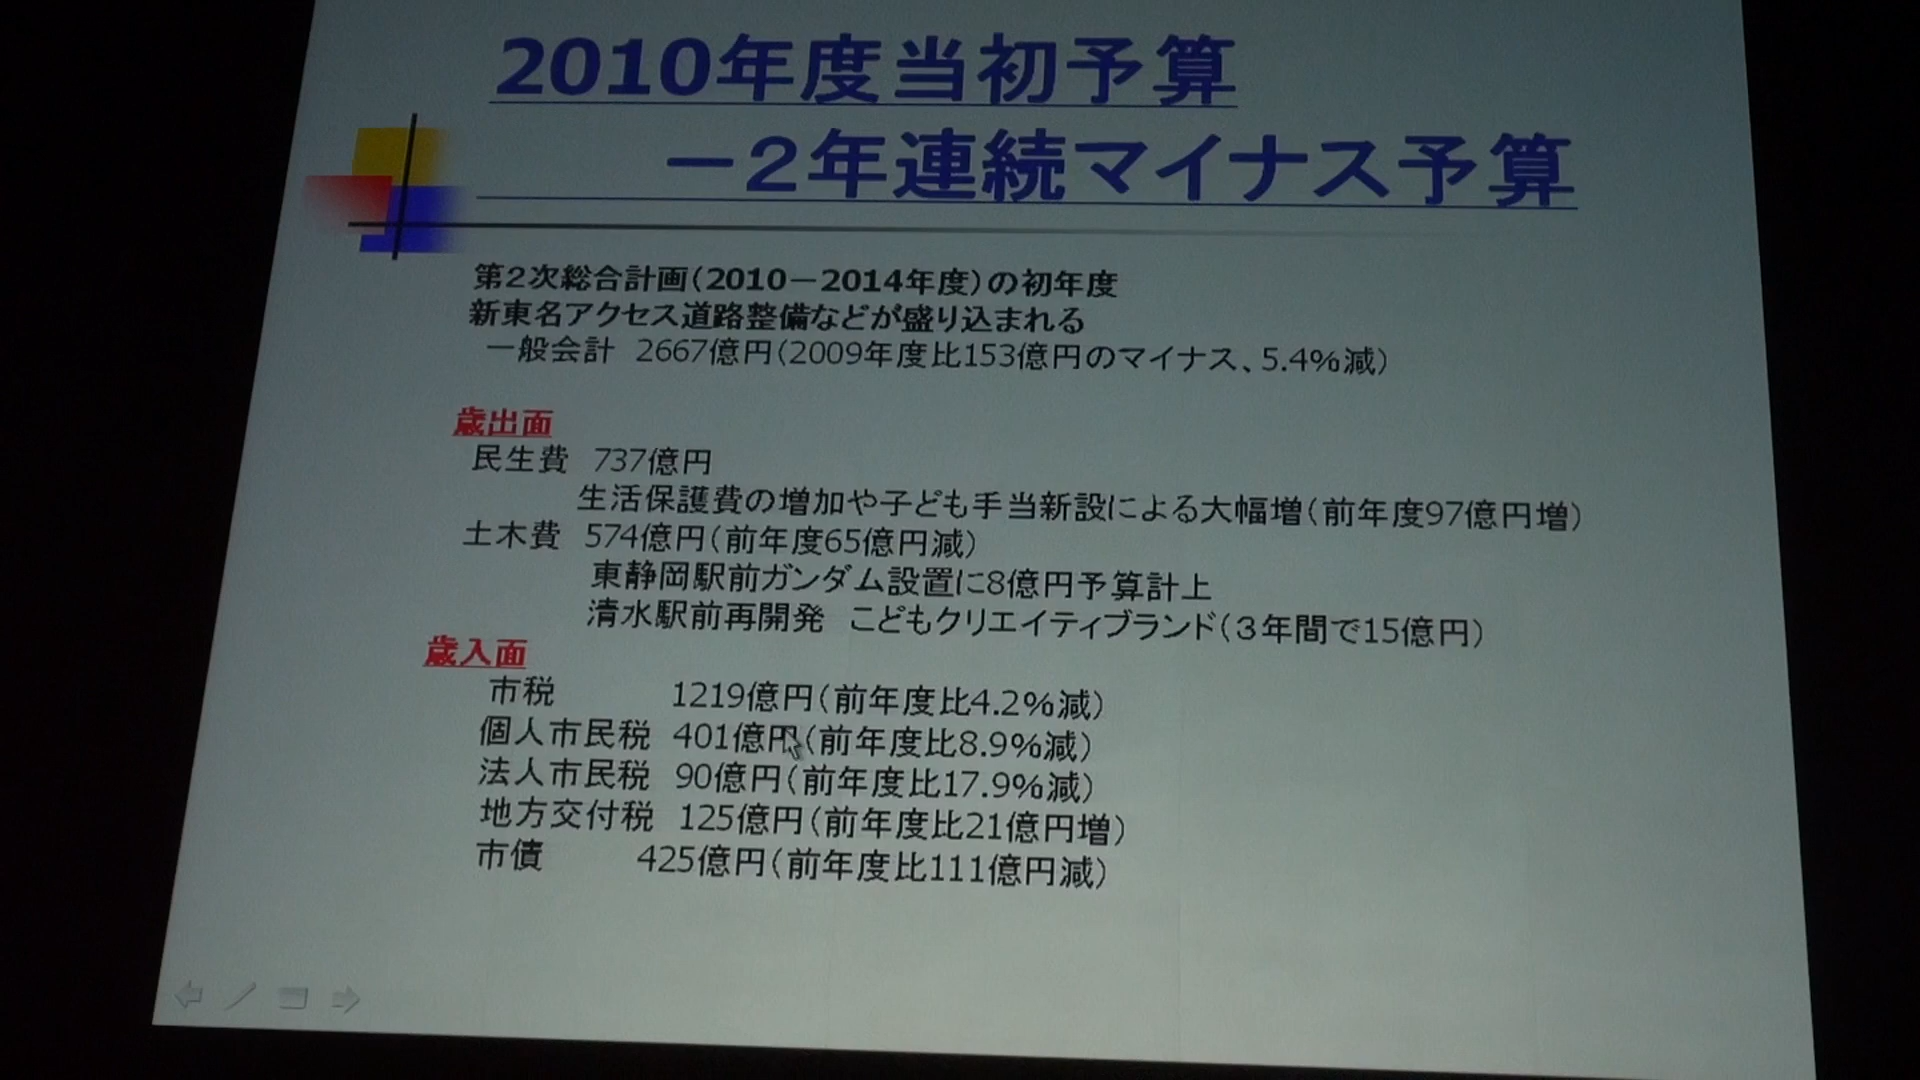 2010年度当初予算
－2年連続マイナス予算
第2次総合計画(2010－2014年度)の初年度
新東名アクセス道路整備などが盛り込まれる
一般会計 2667億円(2009年度比153億円のマイナス、5.4%減)
歳出面
民生費 737億円
生活保護費の増加や子ども手当新設による大幅増(前年度97億円増)
土木費 574億円(前年度65億円減)
東静岡駅前ガンダム設置に8億円予算計上
清水駅前再開発 こどもクリエイティブランド(3年間で15億円)
歳入面
市税 1219億円(前年度比4.2%減)
個人市民税 401億円(前年度比8.9%減)
法人市民税 90億円(前年度比17.9%減)
地方交付税 125億円(前年度比21億円増)
市債 425億円(前年度比111億円減)